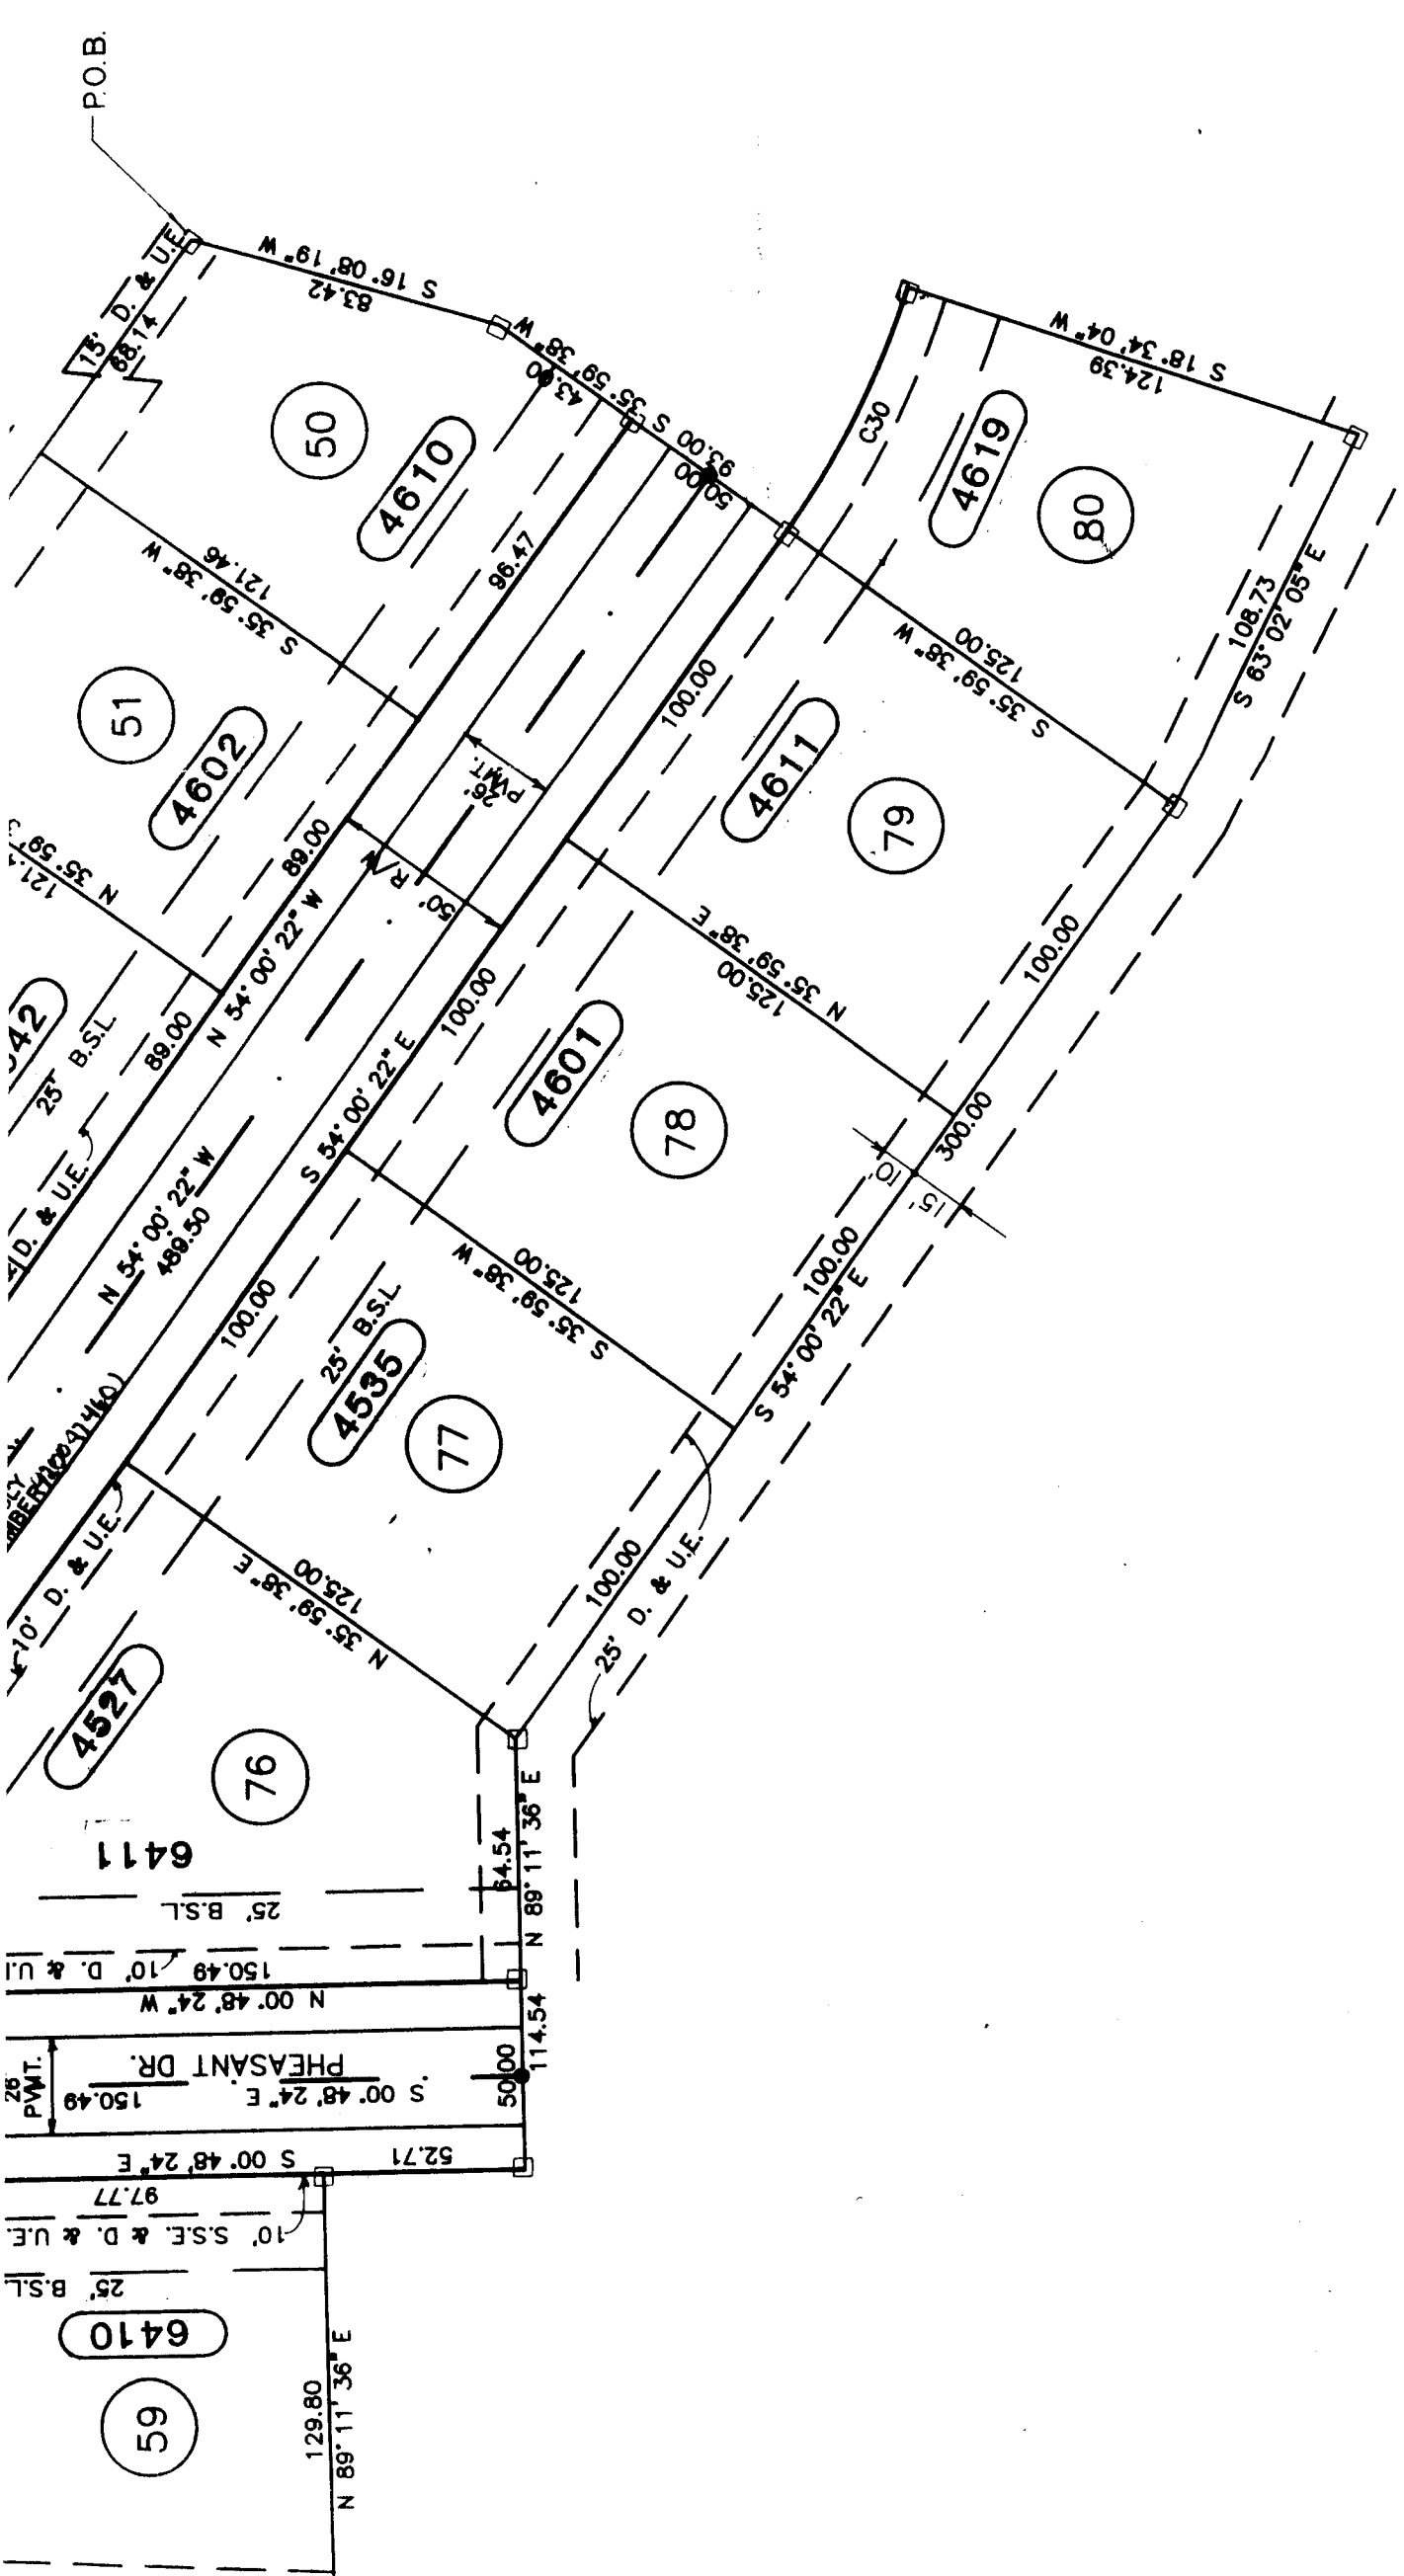 P.O.B.
15' D. & U.E.
68.14
S 16° 08' 19" W
83.42
50
4610
S 35° 59' 38" W
43.00
93.00
50.00
96.47
S 35° 59' 38" W
121.46
51
4602
89.00
N 54° 00' 22" W
N 35° 59'
121.
89.00
25' B.S.L.
D. & U.E.
N 54° 00' 22" W
489.50
26' PVMT.
50' R/W
C30
S 18° 34' 04" W
124.39
4619
80
108.73
S 63° 02' 05" E
S 35° 59' 38" W
125.00
100.00
4611
79
100.00
N 35° 59' 38" E
125.00
100.00
S 54° 00' 22" E
4601
78
300.00
10'
15'
100.00
S 54° 00' 22" E
S 35° 59' 38" W
125.00
100.00
25' B.S.L.
4535
77
100.00
25' D. & U.E.
N 35° 59' 38" E
125.00
10' D. & U.E.
4527
76
6411
64.54
N 89° 11' 36" E
25' B.S.L.
10' D. & U.
150.49
N 00° 48' 24" W
114.54
50.00
PHEASANT DR.
S 00° 48' 24" E
150.49
26'
PVMT.
S 00° 48' 24" E
52.71
97.77
10' S.S.E. & D. & U.E.
25' B.S.L.
6410
59
129.80
N 89° 11' 36" E